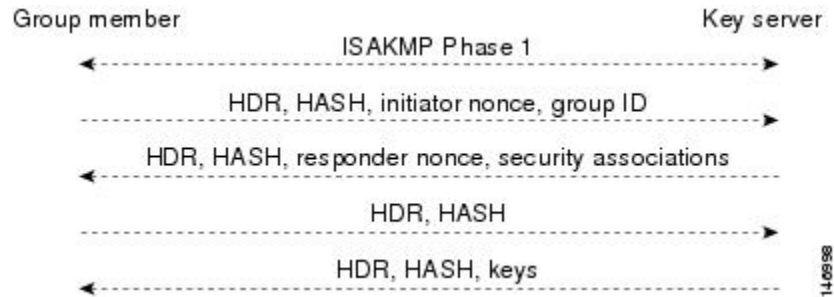 Group member
Key server
ISAKMP Phase 1
HDR, HASH, initiator nonce, group ID
HDR, HASH, responder nonce, security associations
HDR, HASH
HDR, HASH, keys